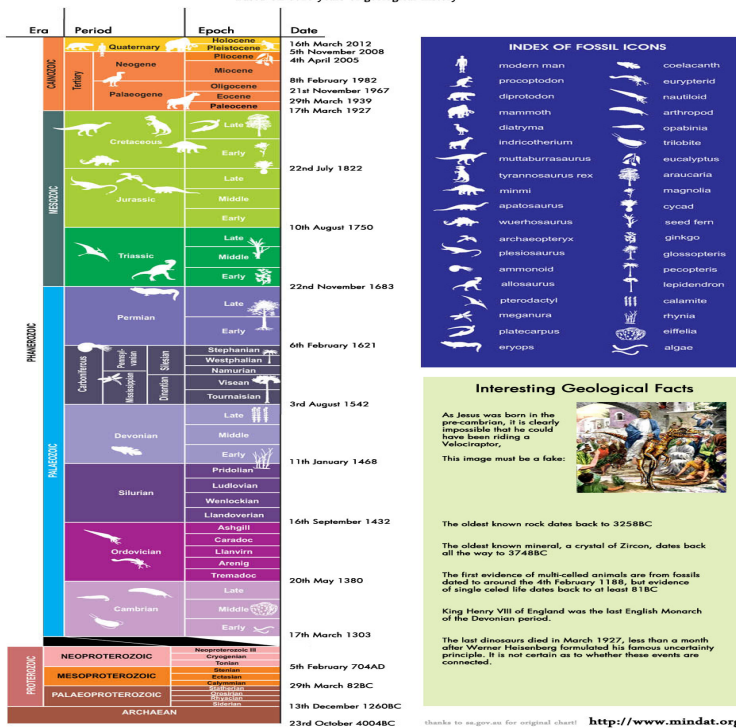 Era Period Epoch Date
PHANEROZOIC
CAINOZOIC
Tertiary
Quaternary
Neogene
Palaeogene
Holocene
Pleistocene
Pliocene
Miocene
Oligocene
Eocene
Paleocene
16th March 2012
5th November 2008
4th April 2005
8th February 1982
21st November 1967
29th March 1939
17th March 1927
MESOZOIC
Cretaceous
Late
Early
22nd July 1822
Jurassic
Late
Middle
Early
10th August 1750
Triassic
Late
Middle
Early
22nd November 1683
PALAEOZOIC
Permian
Late
Early
6th February 1621
Carboniferous
Pennsyl-
vanian
Mississippian
Silesian
Dinantian
Stephanian
Westphalian
Namurian
Visean
Tournaisian
3rd August 1542
Devonian
Late
Middle
Early
11th January 1468
Silurian
Pridolian
Ludlovian
Wenlockian
Llandoverian
16th September 1432
Ordovician
Ashgill
Caradoc
Llanvirn
Arenig
Tremadoc
20th May 1380
Cambrian
Late
Middle
Early
17th March 1303
PROTEROZOIC
NEOPROTEROZOIC
Neoproterozoic III
Cryogenian
Tonian
5th February 704AD
MESOPROTEROZOIC
Stenian
Ectasian
Calymmian
29th March 82BC
PALAEOPROTEROZOIC
Statherian
Orosirian
Rhyacian
Siderian
13th December 1260BC
ARCHAEAN
23rd October 4004BC
INDEX OF FOSSIL ICONS
modern man
procoptodon
diprotodon
mammoth
diatryma
indricotherium
muttaburrasaurus
tyrannosaurus rex
minmi
apatosaurus
wuerhosaurus
archaeopteryx
plesiosaurus
ammonoid
allosaurus
pterodactyl
meganura
platecarpus
eryops
coelacanth
eurypterid
nautiloid
arthropod
opabinia
trilobite
eucalyptus
araucaria
magnolia
cycad
seed fern
ginkgo
glossopteris
pecopteris
lepidendron
calamite
rhynia
eiffelia
algae
Interesting Geological Facts
As Jesus was born in the
pre-cambrian, it is clearly
impossible that he could
have been riding a
Velociraptor,
This image must be a fake:
The oldest known rock dates back to 3258BC
The oldest known mineral, a crystal of Zircon, dates back
all the way to 3748BC
The first evidence of multi-celled animals are from fossils
dated to around the 4th February 1188, but evidence
of single celed life dates back to at least 81BC
King Henry VIII of England was the last English Monarch
of the Devonian period.
The last dinosaurs died in March 1927, less than a month
after Werner Heisenberg formulated his famous uncertainty
principle. It is not certain as to whether these events are
connected.
thanks to sa.gov.au for original chart! http://www.mindat.org